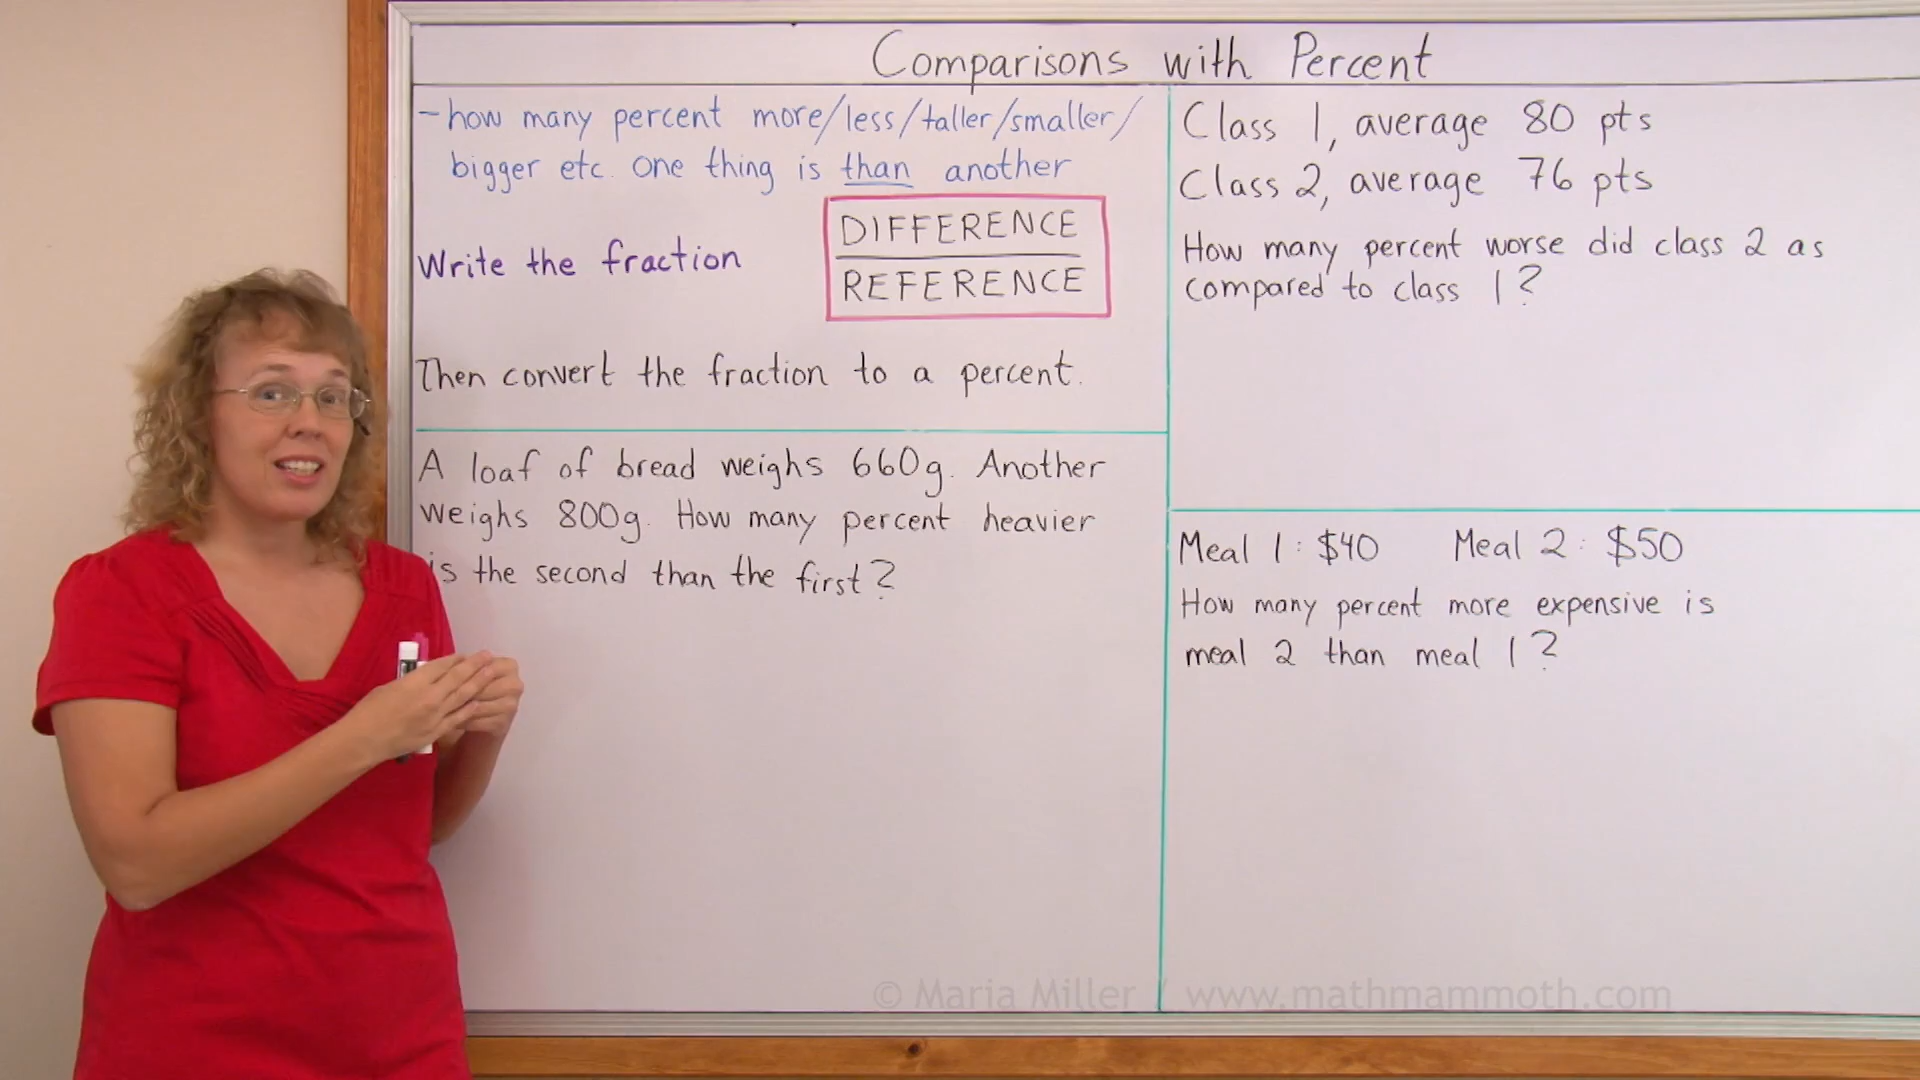 Comparisons with Percent
- how many percent more/less/taller/smaller/
bigger etc. one thing is than another
Write the fraction
DIFFERENCE
REFERENCE
Then convert the fraction to a percent.
A loaf of bread weighs 660g. Another
weighs 800g. How many percent heavier
is the second than the first?
Class 1, average 80 pts
Class 2, average 76 pts
How many percent worse did class 2 as
compared to class 1?
Meal 1: $40 Meal 2: $50
How many percent more expensive is
meal 2 than meal 1?
© Maria Miller / www.mathmammoth.com